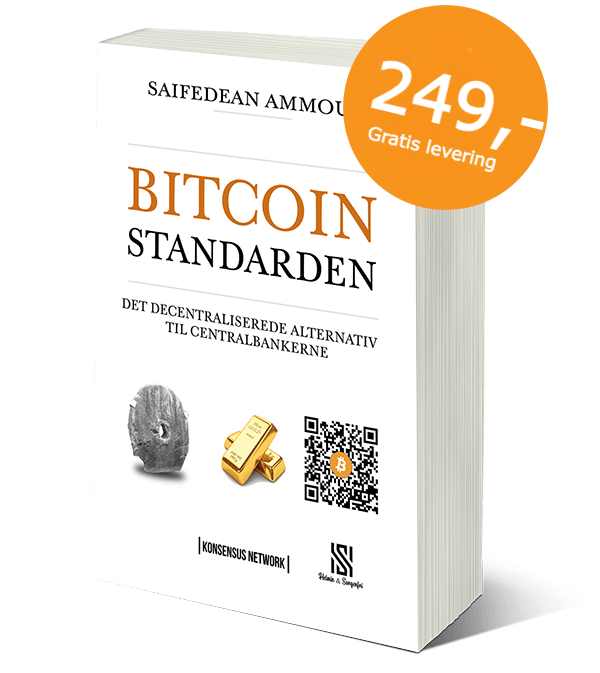 SAIFEDEAN AMMOU
249,-
Gratis levering
BITCOIN
STANDARDEN
DET DECENTRALISEREDE ALTERNATIV
TIL CENTRALBANKERNE
KONSENSUS NETWORK